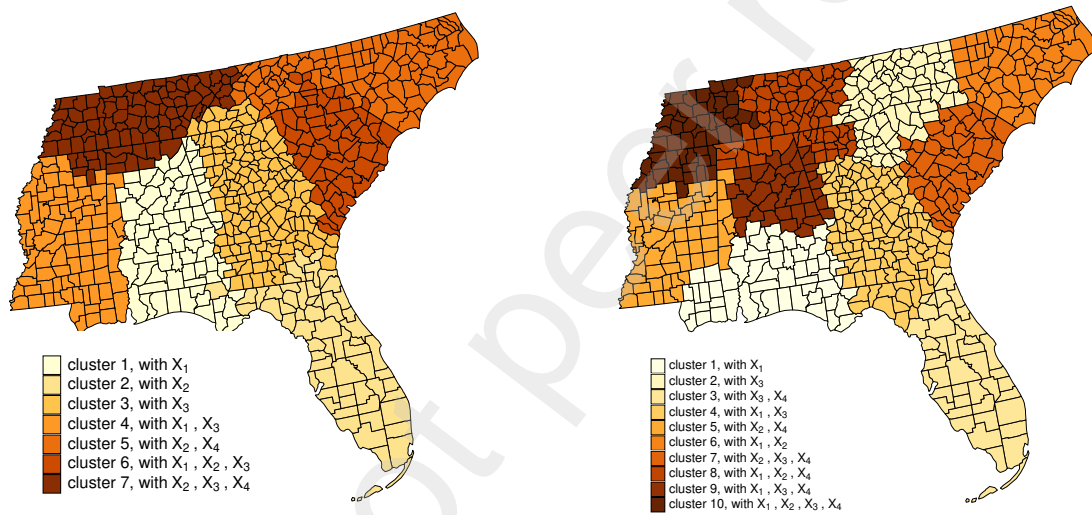 cluster 1, with X₁
cluster 2, with X₂
cluster 3, with X₃
cluster 4, with X₁ , X₃
cluster 5, with X₂ , X₄
cluster 6, with X₁ , X₂ , X₃
cluster 7, with X₂ , X₃ , X₄
cluster 1, with X₁
cluster 2, with X₃
cluster 3, with X₃ , X₄
cluster 4, with X₁ , X₃
cluster 5, with X₂ , X₄
cluster 6, with X₁ , X₂
cluster 7, with X₂ , X₃ , X₄
cluster 8, with X₁ , X₂ , X₄
cluster 9, with X₁ , X₃ , X₄
cluster 10, with X₁ , X₂ , X₃ , X₄
ot peer r